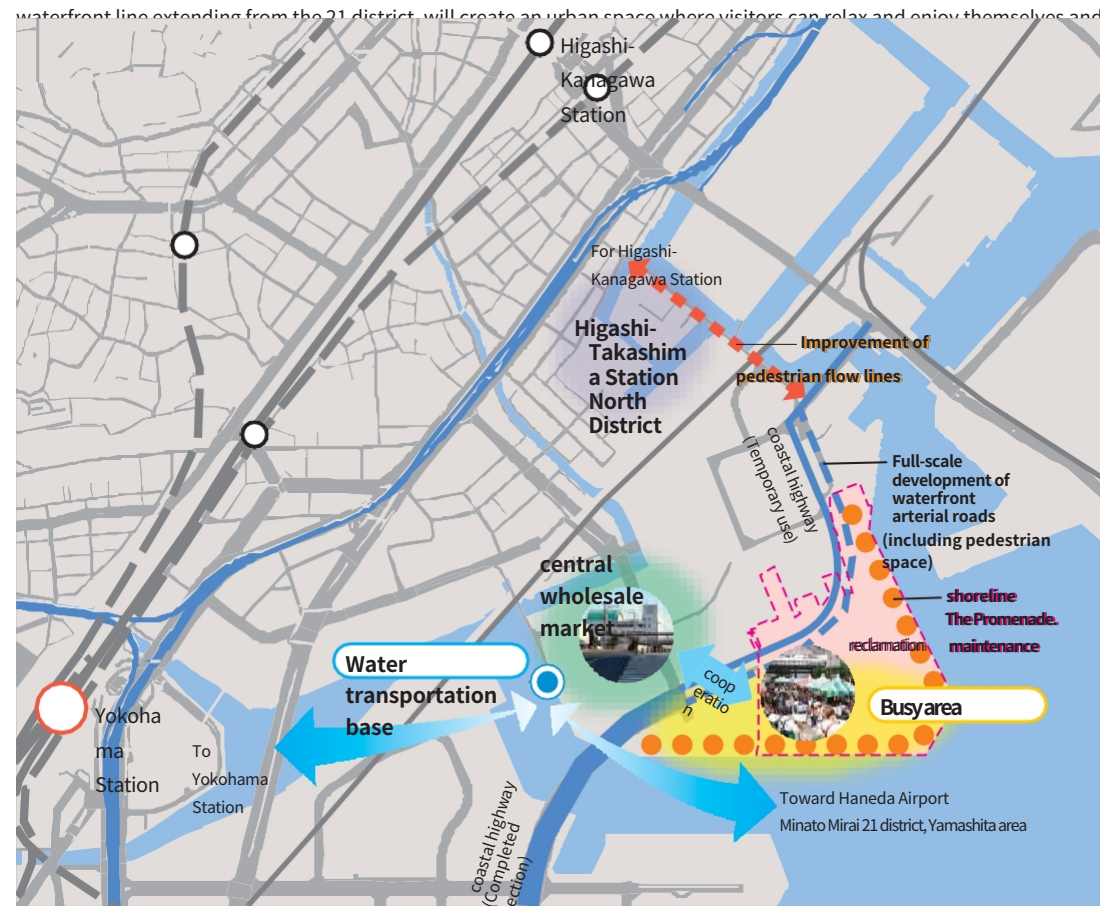 waterfront line extending from the 21 district, will create an urban space where visitors can relax and enjoy themselves and
Higashi-
Kanagawa
Station
For Higashi-
Kanagawa Station
Higashi-
Takashim
a Station
North
District
Improvement of
pedestrian flow lines
coastal highway
(Temporary use)
Full-scale
development of
waterfront
arterial roads
(including pedestrian
space)
central
wholesale
market
shoreline
The Promenade.
maintenance
reclamation
Water
transportation
base
coop
eratio
n
Busy area
Yokoha
ma
Station
To
Yokohama
Station
Toward Haneda Airport
Minato Mirai 21 district, Yamashita area
coastal highway
(Completed
ection)